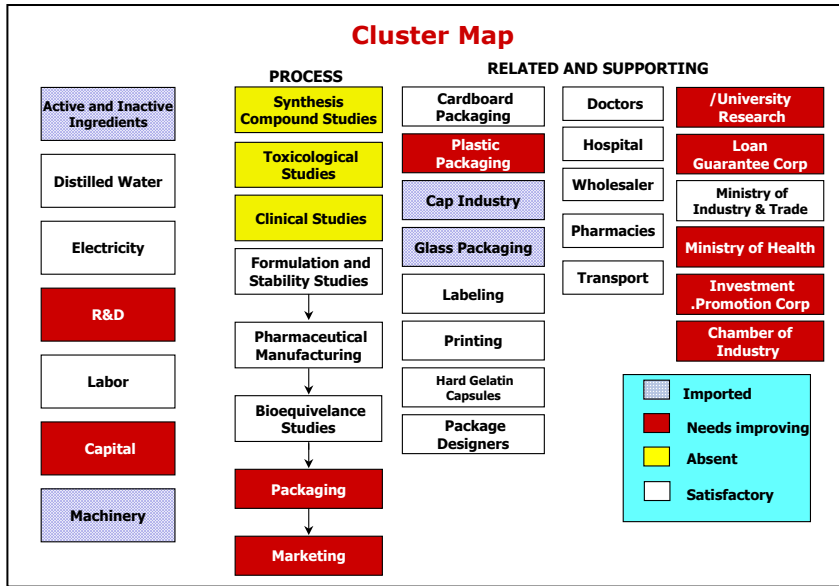 Cluster Map
PROCESS
RELATED AND SUPPORTING
Active and Inactive
Ingredients
Distilled Water
Electricity
R&D
Labor
Capital
Machinery
Synthesis
Compound Studies
Toxicological
Studies
Clinical Studies
Formulation and
Stability Studies
Pharmaceutical
Manufacturing
Bioequivelance
Studies
Packaging
Marketing
Cardboard
Packaging
Plastic
Packaging
Cap Industry
Glass Packaging
Labeling
Printing
Hard Gelatin
Capsules
Package
Designers
Doctors
Hospital
Wholesaler
Pharmacies
Transport
/University
Research
Loan
Guarantee Corp
Ministry of
Industry & Trade
Ministry of Health
Investment
.Promotion Corp
Chamber of
Industry
Imported
Needs improving
Absent
Satisfactory